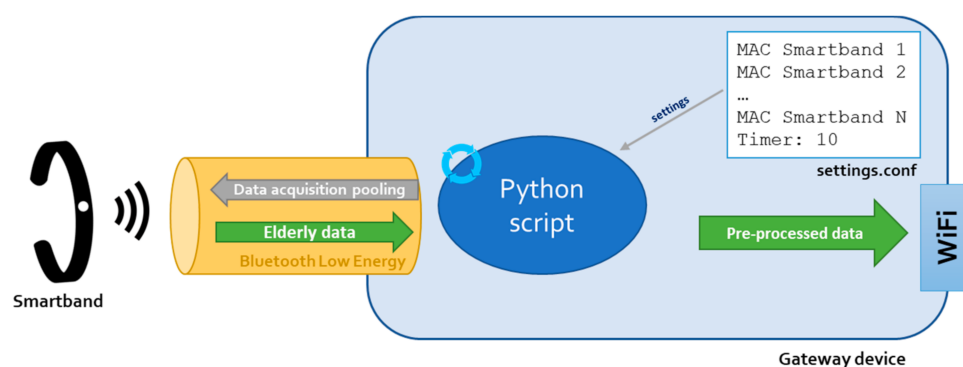 MAC Smartband 1
MAC Smartband 2
…
MAC Smartband N
Timer: 10
settings.conf
settings
Data acquisition pooling
Elderly data
Bluetooth Low Energy
Python
script
Pre-processed data
WiFi
Smartband
Gateway device